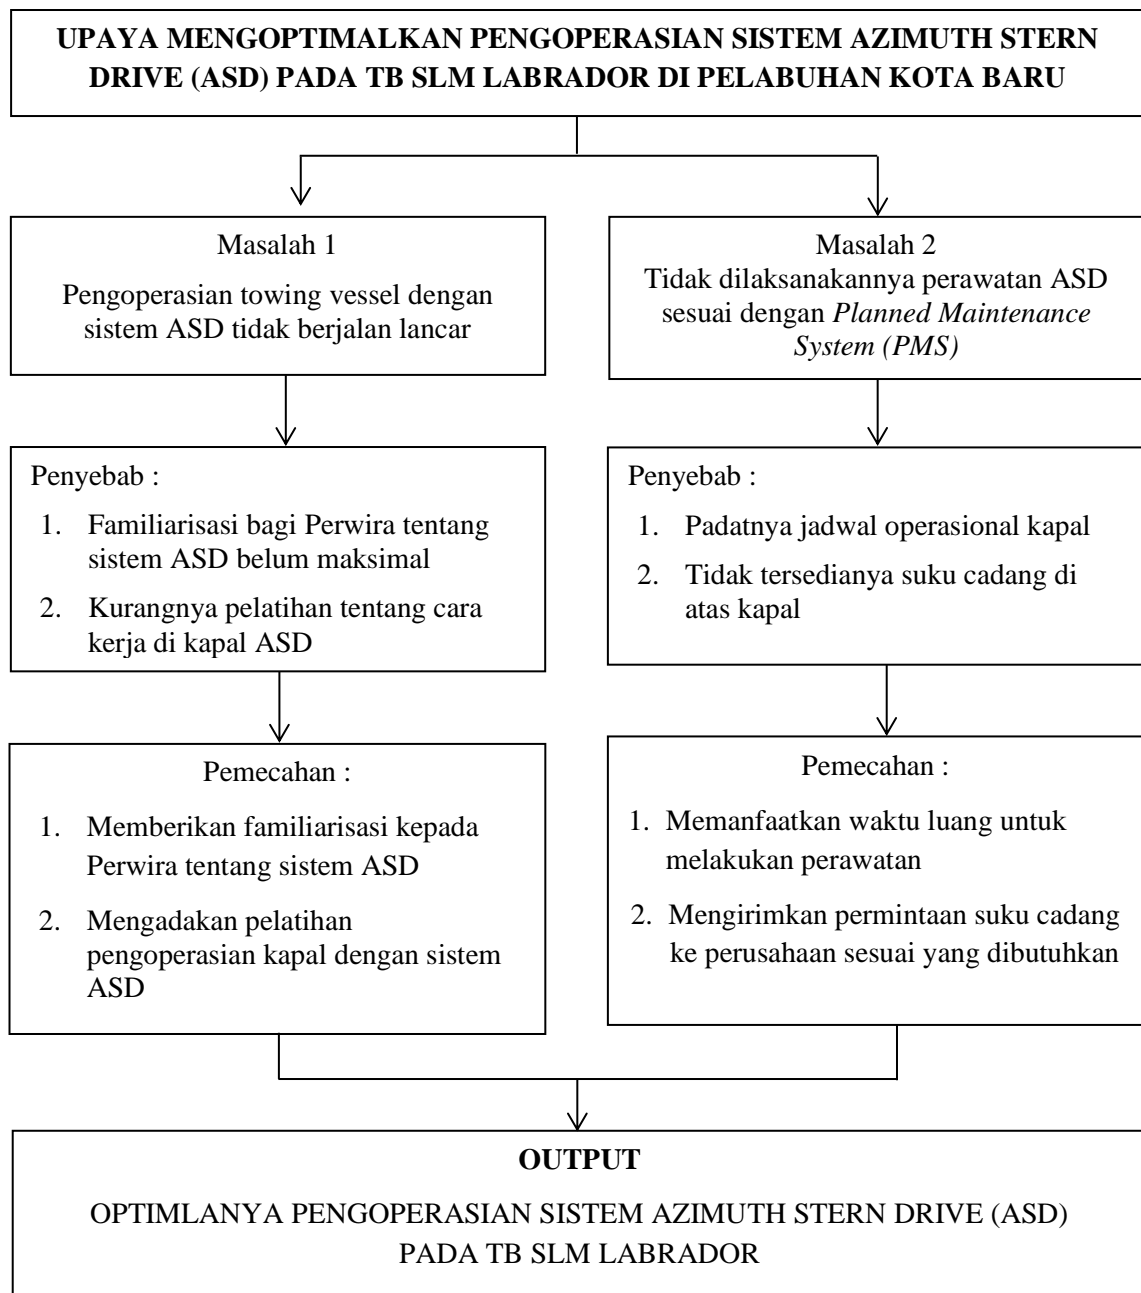 UPAYA MENGOPTIMALKAN PENGOPERASIAN SISTEM AZIMUTH STERN
DRIVE (ASD) PADA TB SLM LABRADOR DI PELABUHAN KOTA BARU
Masalah 1
Pengoperasian towing vessel dengan
sistem ASD tidak berjalan lancar
Masalah 2
Tidak dilaksanakannya perawatan ASD
sesuai dengan Planned Maintenance
System (PMS)
Penyebab :
1. Familiarisasi bagi Perwira tentang
sistem ASD belum maksimal
2. Kurangnya pelatihan tentang cara
kerja di kapal ASD
Penyebab :
1. Padatnya jadwal operasional kapal
2. Tidak tersedianya suku cadang di
atas kapal
Pemecahan :
1. Memberikan familiarisasi kepada
Perwira tentang sistem ASD
2. Mengadakan pelatihan
pengoperasian kapal dengan sistem
ASD
Pemecahan :
1. Memanfaatkan waktu luang untuk
melakukan perawatan
2. Mengirimkan permintaan suku cadang
ke perusahaan sesuai yang dibutuhkan
OUTPUT
OPTIMLANYA PENGOPERASIAN SISTEM AZIMUTH STERN DRIVE (ASD)
PADA TB SLM LABRADOR